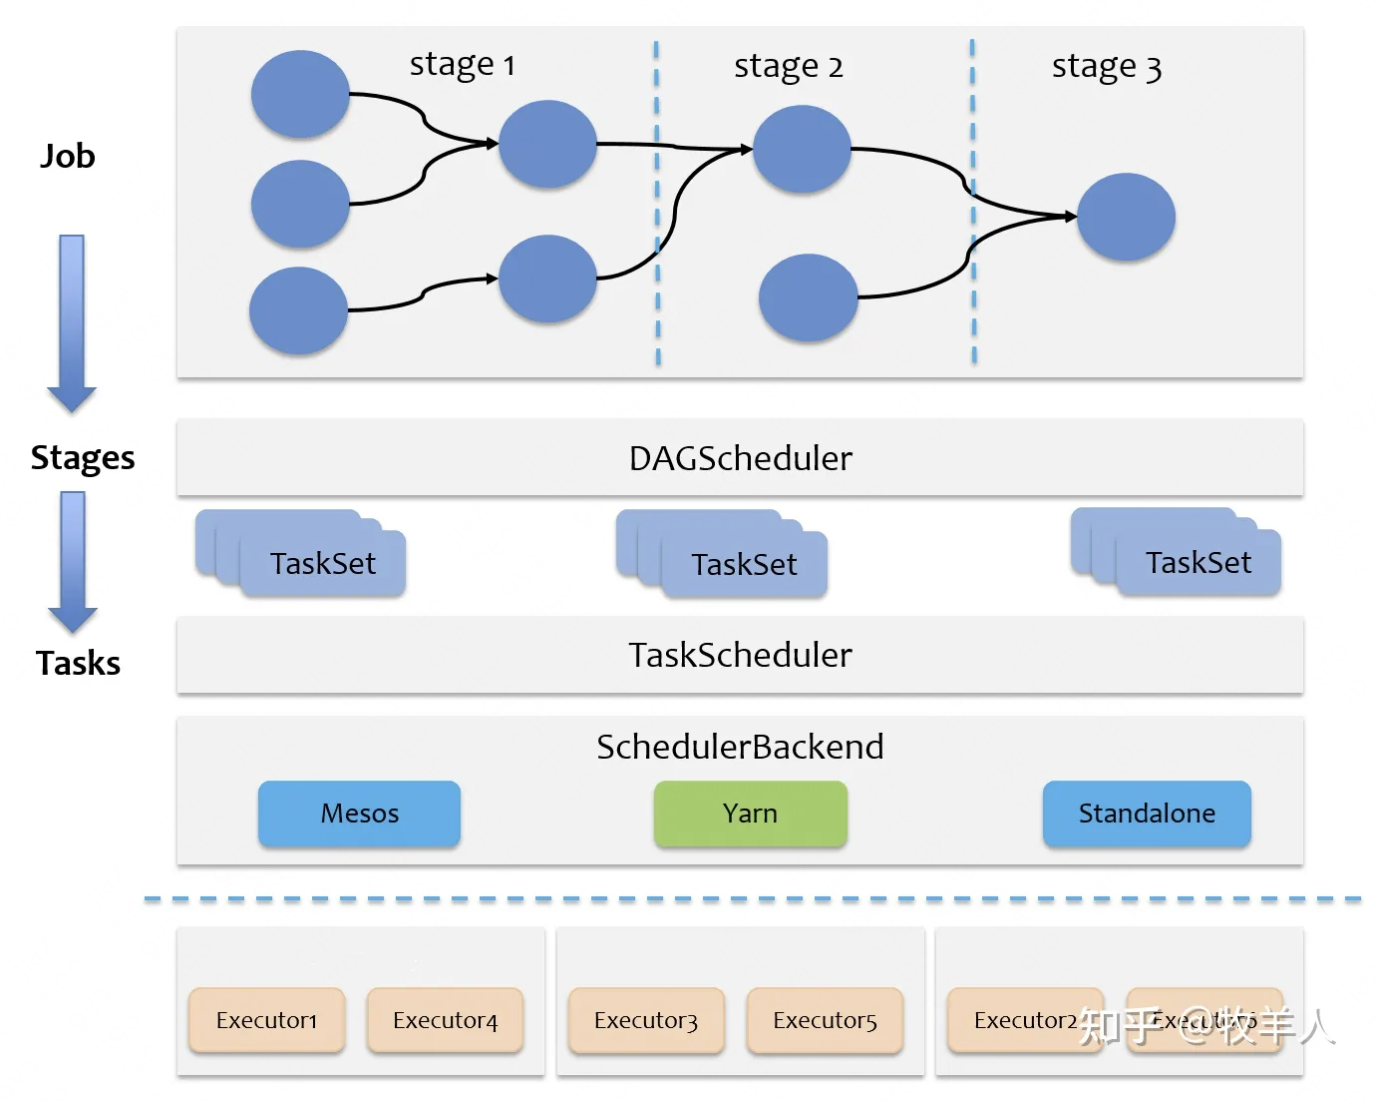 stage 1
stage 2
stage 3
Job
Stages
DAGScheduler
TaskSet
TaskSet
TaskSet
Tasks
TaskScheduler
SchedulerBackend
Mesos
Yarn
Standalone
Executor1
Executor4
Executor3
Executor5
Executor2
Executor6
知乎 @牧羊人